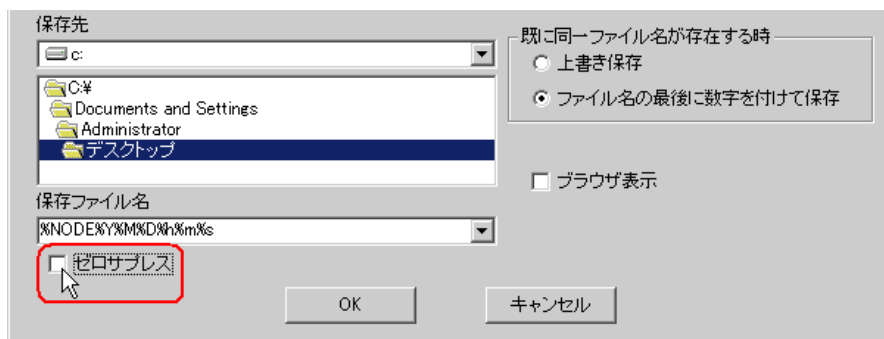 保存先
c:
C:¥
Documents and Settings
Administrator
デスクトップ
保存ファイル名
%NODE%Y%M%D%h%m%s
ゼロサプレス
既に同一ファイル名が存在する時
上書き保存
ファイル名の最後に数字を付けて保存
ブラウザ表示
OK
キャンセル